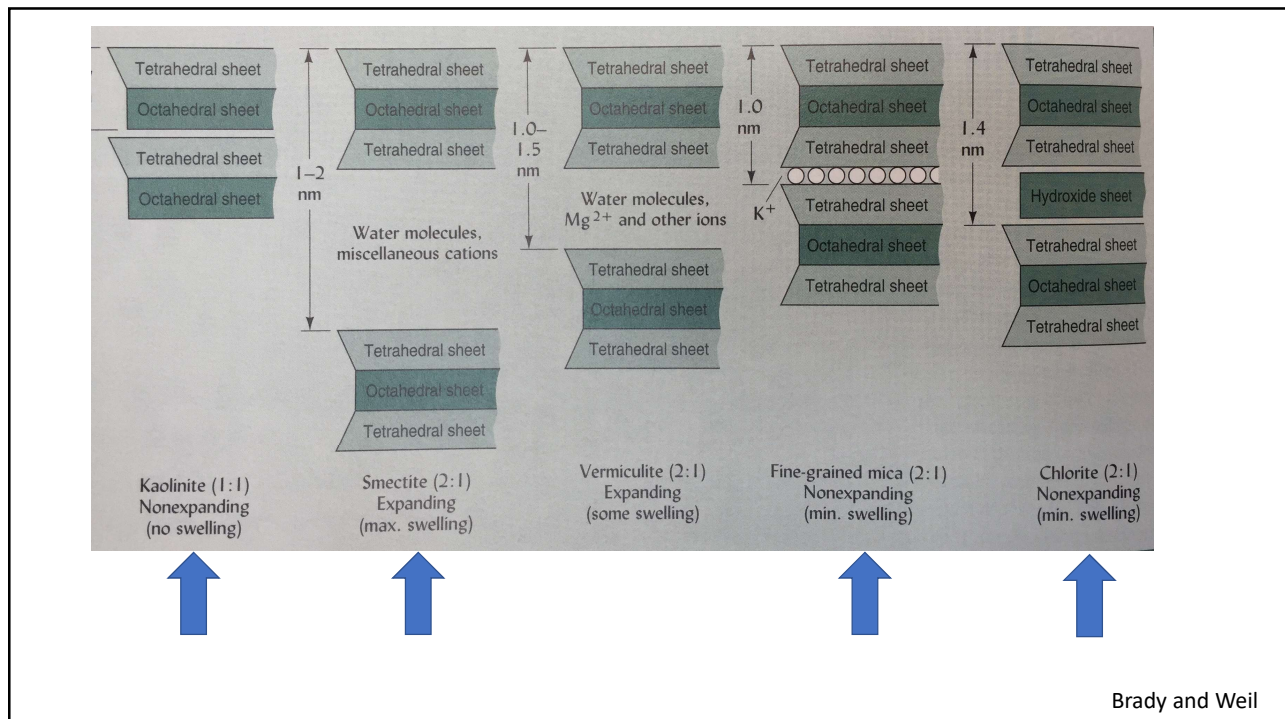 Tetrahedral sheet
Octahedral sheet
Tetrahedral sheet
Octahedral sheet
Kaolinite (1:1)
Nonexpanding
(no swelling)
1–2
nm
Tetrahedral sheet
Octahedral sheet
Tetrahedral sheet
Water molecules,
miscellaneous cations
Tetrahedral sheet
Octahedral sheet
Tetrahedral sheet
Smectite (2:1)
Expanding
(max. swelling)
1.0–
1.5
nm
Tetrahedral sheet
Octahedral sheet
Tetrahedral sheet
Water molecules,
Mg2+ and other ions
Tetrahedral sheet
Octahedral sheet
Tetrahedral sheet
Vermiculite (2:1)
Expanding
(some swelling)
1.0
nm
Tetrahedral sheet
Octahedral sheet
Tetrahedral sheet
K+
Tetrahedral sheet
Octahedral sheet
Tetrahedral sheet
Fine-grained mica (2:1)
Nonexpanding
(min. swelling)
1.4
nm
Tetrahedral sheet
Octahedral sheet
Tetrahedral sheet
Hydroxide sheet
Tetrahedral sheet
Octahedral sheet
Tetrahedral sheet
Chlorite (2:1)
Nonexpanding
(min. swelling)
Brady and Weil